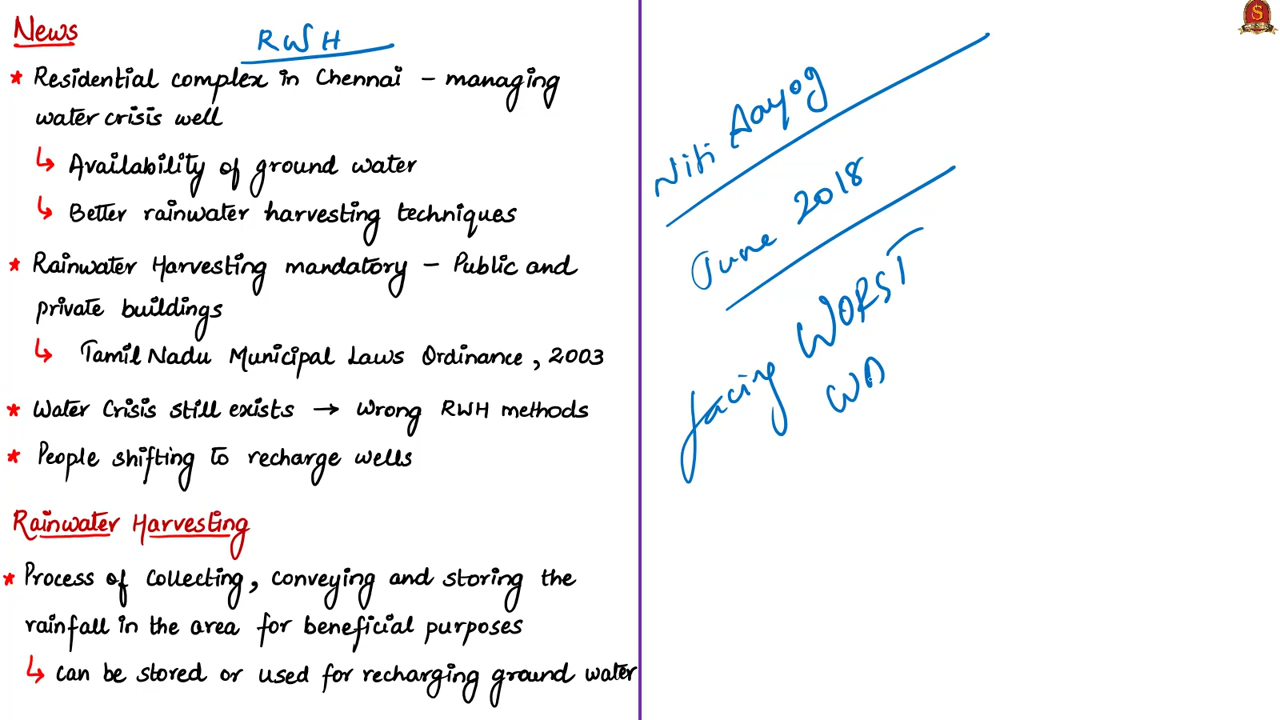 News
RWH
* Residential complex in Chennai - managing
water crisis well
↳ Availability of ground water
↳ Better rainwater harvesting techniques
* Rainwater Harvesting mandatory - Public and
private buildings
↳ Tamil Nadu Municipal Laws Ordinance, 2003
* Water Crisis still exists → Wrong RWH methods
* People shifting to recharge wells
Rainwater Harvesting
* Process of collecting, conveying and storing the
rainfall in the area for beneficial purposes
↳ can be stored or used for recharging ground water
Niti Aayog
June 2018
facing WORST
WA
S